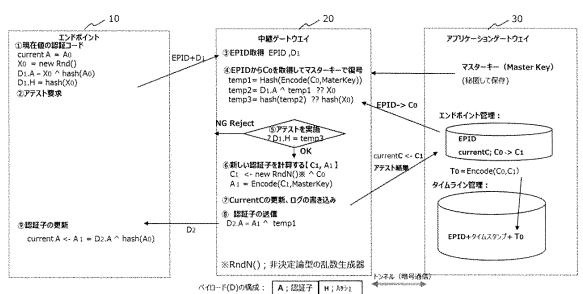 10
20
30
エンドポイント
①現在値の認証コード
current A = A0
X0 = new Rnd()
D1.A = X0 ^ hash(A0)
D1.H = hash(X0)
②アテスト要求
EPID+D1
中継ゲートウェイ
③EPID取得 EPID ,D1
④EPIDからC0を取得してマスターキーで復号
temp1= Hash(Encode(C0,MaterKey))
temp2= D1.A ^ temp1 ?? X0
temp3= hash(temp2) ?? hash(X0)
NG Reject
⑤アテストを実施
? D1.H = temp3
OK
⑥新しい認証子を計算する【 C1, A1 】
C1 <- new RndN()※ ^ C0
A1 = Encode(C1,MasterKey)
⑦CurrentCの更新、ログの書き込み
⑧ 認証子の送信
D2.A = A1 ^ temp1
D2
⑨認証子の更新
current A <- A1 = D2.A ^ hash(A0)
※RndN()；非決定論型の乱数生成器
アプリケーションゲートウェイ
マスターキー (Master Key)
(秘匿して保存)
EPID-> C0
エンドポイント管理：
EPID
currentC; C0 -> C1
currentC <- C1
アテスト結果
T0 = Encode(C0,C1)
タイムライン管理：
EPID+タイムスタンプ+ T0
トンネル（暗号通信）
ペイロード(D)の構成：
A；認証子
H；ハッシュ